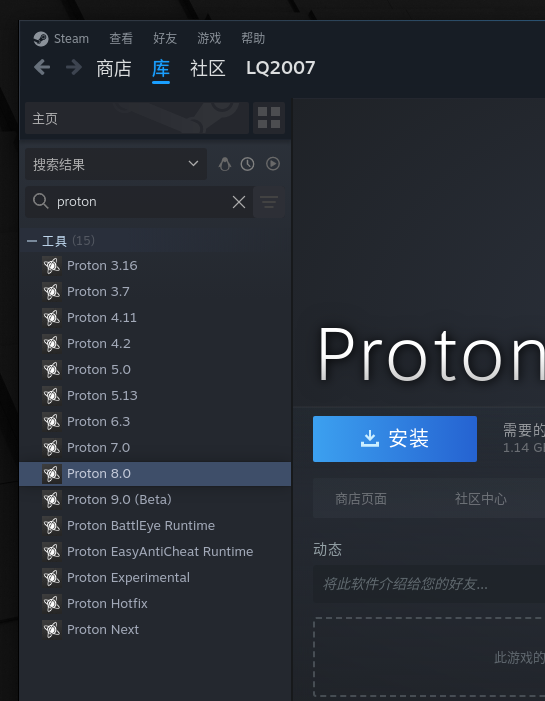 Steam 查看 好友 游戏 帮助
商店 库 社区 LQ2007
主页
搜索结果
proton
工具 (15)
Proton 3.16
Proton 3.7
Proton 4.11
Proton 4.2
Proton 5.0
Proton 5.13
Proton 6.3
Proton 7.0
Proton 8.0
Proton 9.0 (Beta)
Proton BattlEye Runtime
Proton EasyAntiCheat Runtime
Proton Experimental
Proton Hotfix
Proton Next
Proton
安装
需要的
1.14 G
商店页面 社区中心
动态
将此软件介绍给您的好友...
此游戏的